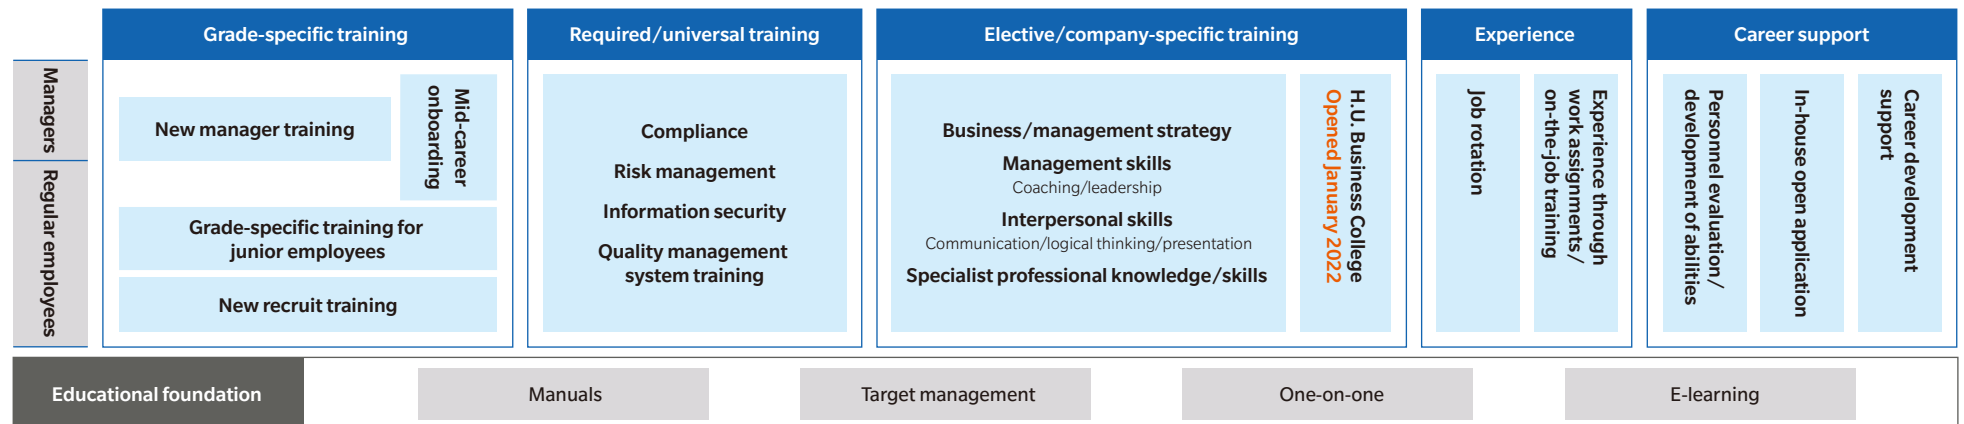 Grade-specific training
Required/universal training
Elective/company-specific training
Experience
Career support
Managers
Regular employees
New manager training
Mid-career
onboarding
Grade-specific training for
junior employees
New recruit training
Compliance
Risk management
Information security
Quality management
system training
Business/management strategy
Management skills
Coaching/leadership
Interpersonal skills
Communication/logical thinking/presentation
Specialist professional knowledge/skills
H.U. Business College
Opened January 2022
Job rotation
Experience through
work assignments/
on-the-job training
Personnel evaluation/
development of abilities
In-house open application
Career development
support
Educational foundation
Manuals
Target management
One-on-one
E-learning